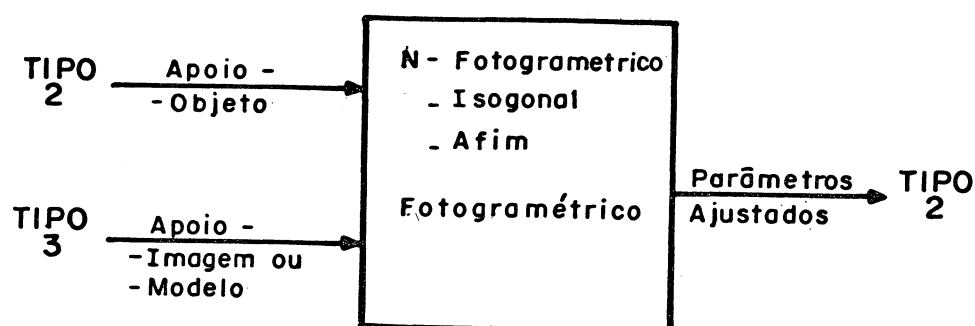 TIPO
2
Apoio -
- Objeto
TIPO
3
Apoio -
- Imagem ou
- Modelo
N - Fotogrametrico
- Isogonal
- Afim
Fotogramétrico
Parâmetros
Ajustados
TIPO
2